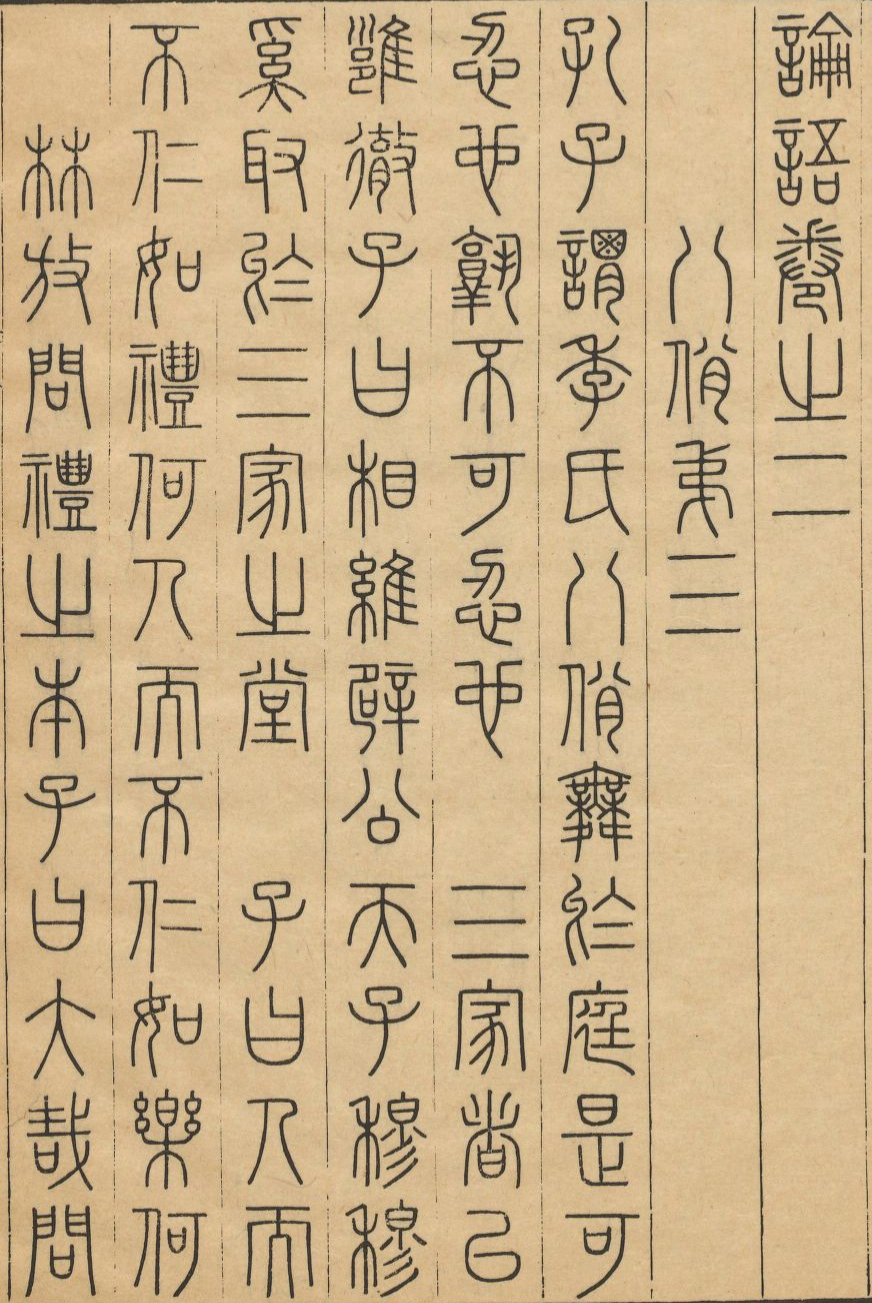 論語卷之二
八佾弟三
孔子謂季氏八佾舞於庭是可
忍也孰不可忍也　三家者以
雝徹子曰相維辟公天子穆穆
奚取於三家之堂　子曰人而
不仁如禮何人而不仁如樂何
林放問禮之本子曰大哉問